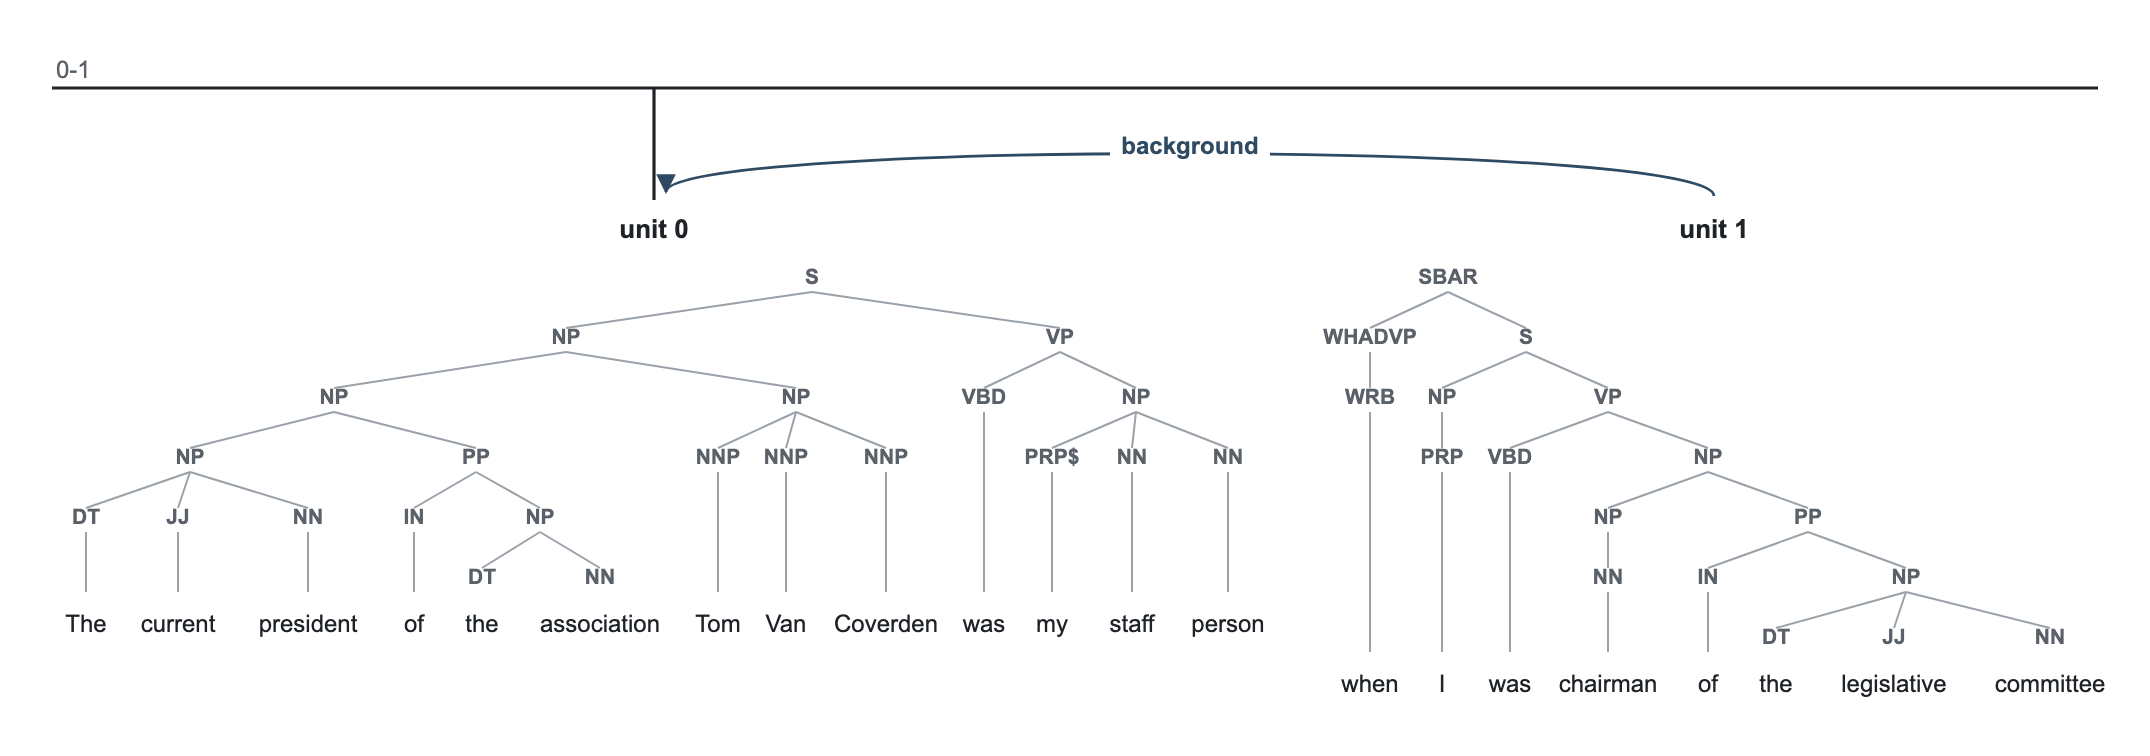 0-1
background
unit 0 unit 1
S SBAR
NP VP WHADVP S
NP NP VBD NP WRB NP VP
NP PP NNP NNP NNP PRP$ NN NN PRP VBD NP
DT JJ NN IN NP NP PP
DT NN NN IN NP
The current president of the association Tom Van Coverden was my staff person
DT JJ NN
when I was chairman of the legislative committee